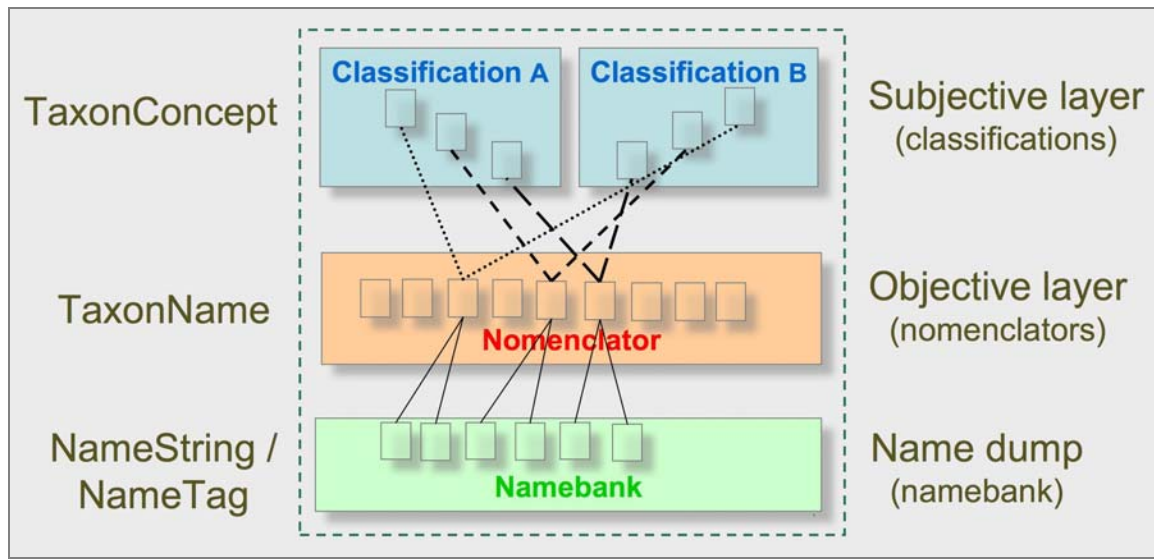 Classification A
Classification B
TaxonConcept
Subjective layer
(classifications)
TaxonName
Objective layer
(nomenclators)
Nomenclator
NameString /
NameTag
Name dump
(namebank)
Namebank